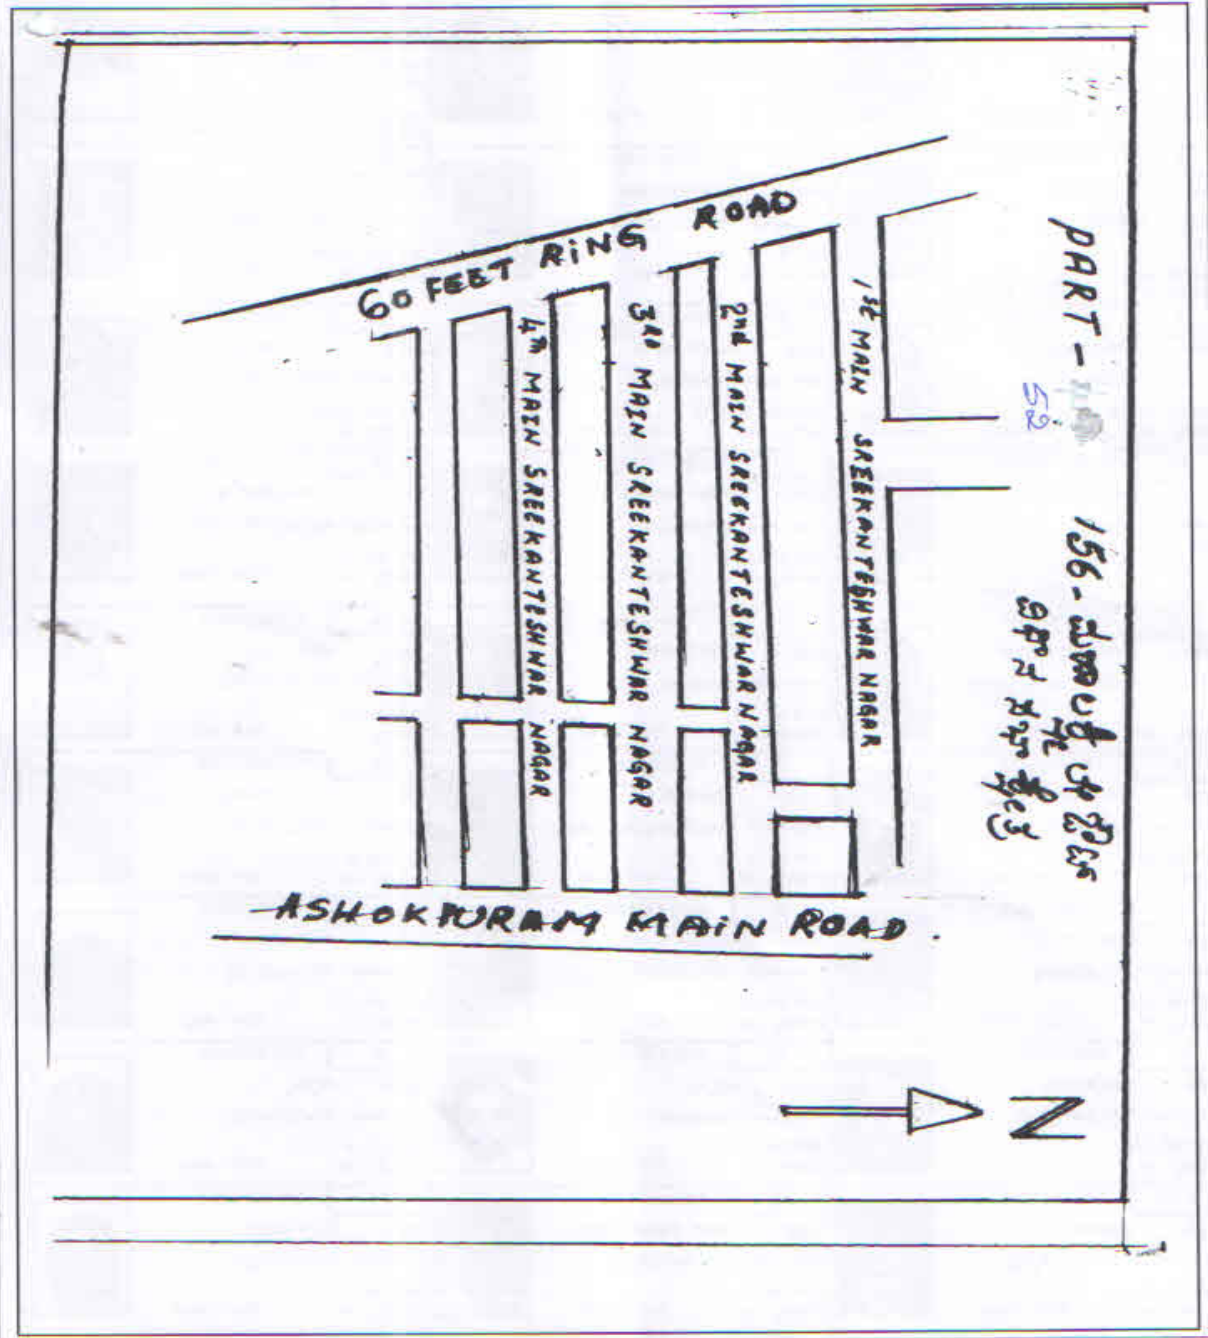 PART - 52
156 -
60 FEET RING ROAD
1st MAIN SREEKANTESHWAR NAGAR
2nd MAIN SREEKANTESHWAR NAGAR
3RD MAIN SREEKANTESHWAR NAGAR
4th MAIN SREEKANTESHWAR NAGAR
ASHOKPURAM MAIN ROAD.
N